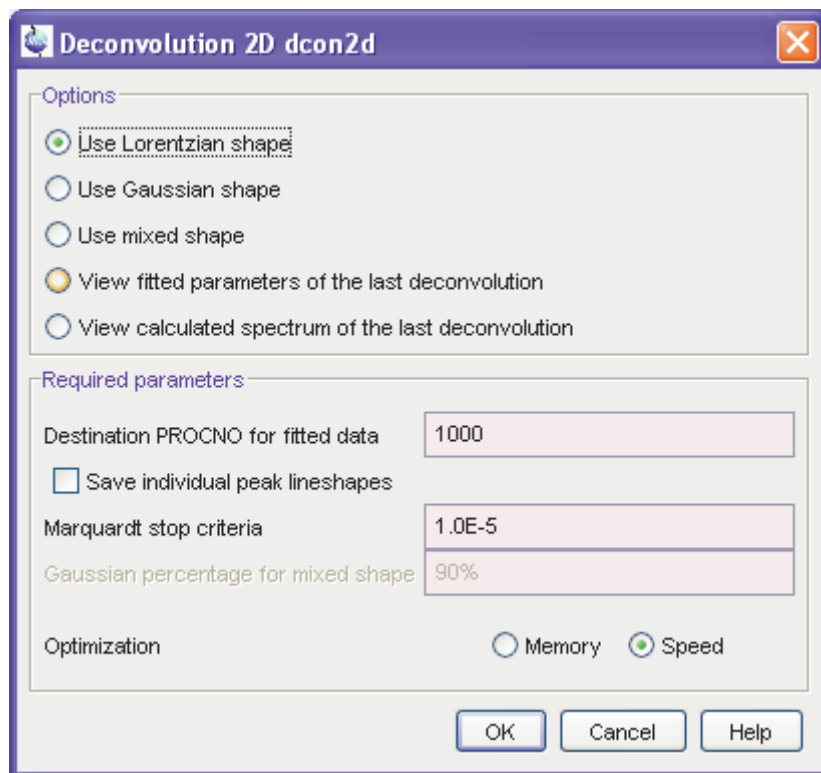 Deconvolution 2D dcon2d
Options
Use Lorentzian shape
Use Gaussian shape
Use mixed shape
View fitted parameters of the last deconvolution
View calculated spectrum of the last deconvolution
Required parameters
Destination PROCNO for fitted data 1000
Save individual peak lineshapes
Marquardt stop criteria 1.0E-5
Gaussian percentage for mixed shape 90%
Optimization Memory Speed
OK Cancel Help